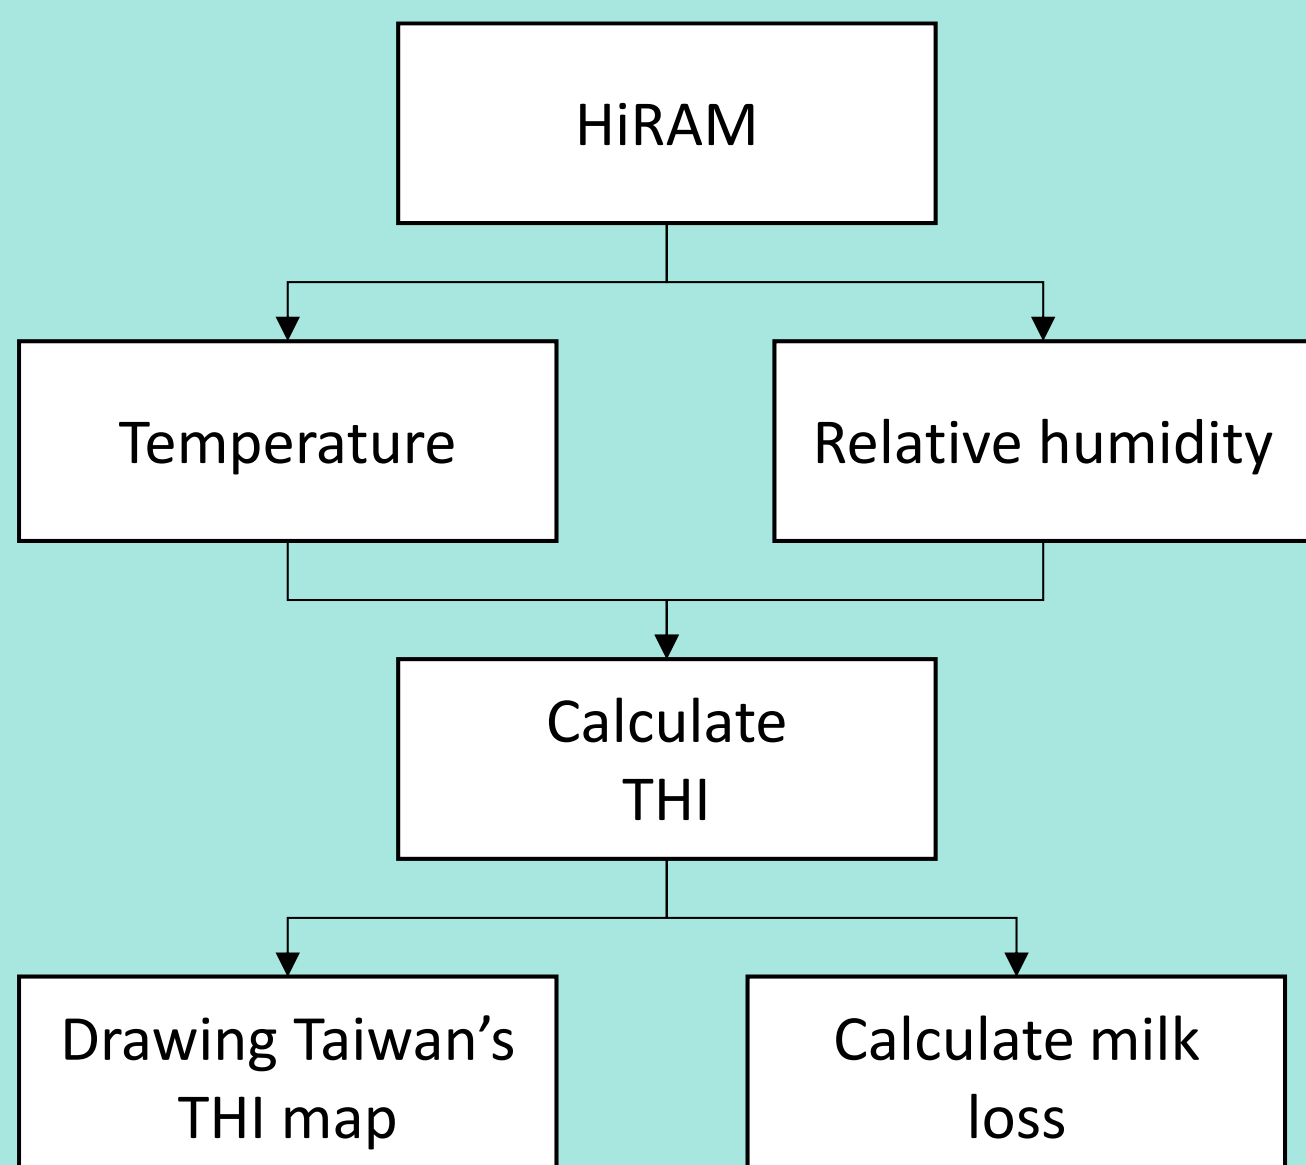 HiRAM
Temperature
Relative humidity
Calculate
THI
Drawing Taiwan’s
THI map
Calculate milk
loss